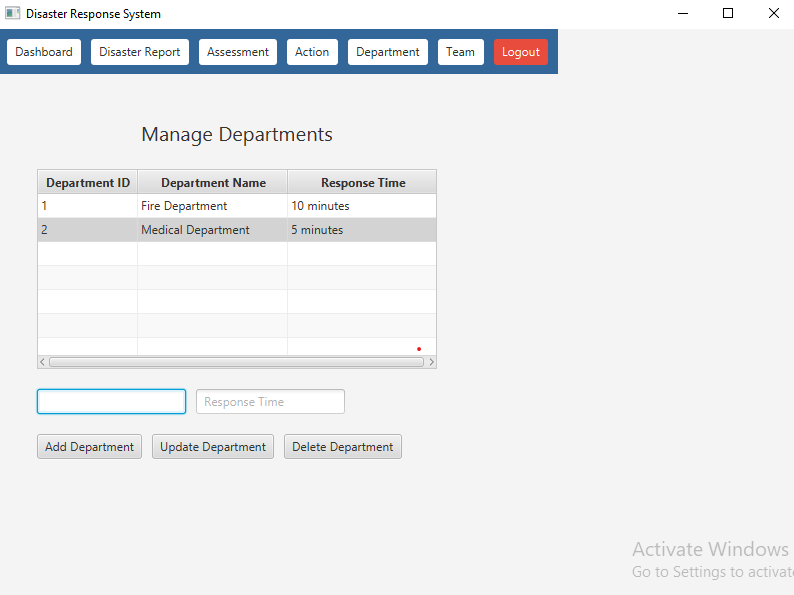 Disaster Response System
Dashboard Disaster Report Assessment Action Department Team Logout
Manage Departments
Department ID Department Name Response Time
1 Fire Department 10 minutes
2 Medical Department 5 minutes
Response Time
Add Department Update Department Delete Department
Activate Windows
Go to Settings to activat